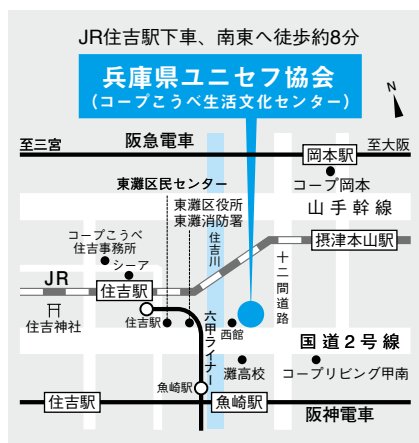 JR住吉駅下車、南東へ徒歩約8分
兵庫県ユニセフ協会
(コープこうべ生活文化センター)
N
至三宮
阪急電車
至大阪
岡本駅
コープ岡本
東灘区民センター
東灘区役所
東灘消防署
山手幹線
コープこうべ
住吉事務所
シーア
住吉川
十二間道路
摂津本山駅
JR
住吉駅
住吉神社
住吉駅
六甲ライナー
西館
国道2号線
灘高校
コープリビング甲南
魚崎駅
住吉駅
魚崎駅
阪神電車